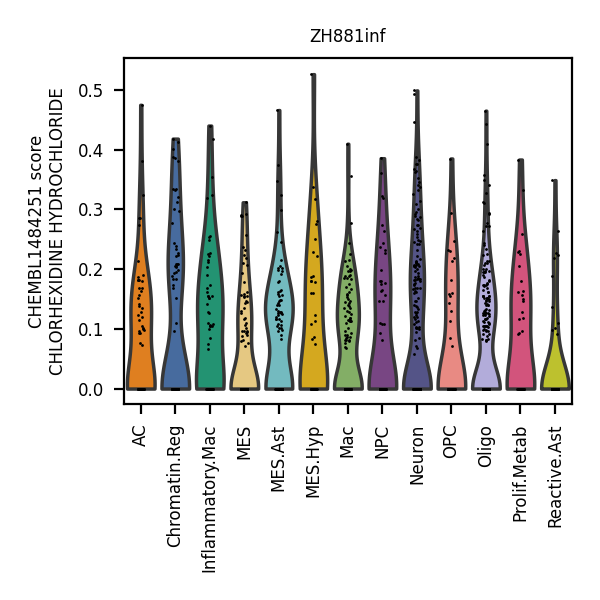 ZH881inf
CHEMBL1484251 score
CHLORHEXIDINE HYDROCHLORIDE
0.5
0.4
0.3
0.2
0.1
0.0
AC
Chromatin.Reg
Inflammatory.Mac
MES
MES.Ast
MES.Hyp
Mac
NPC
Neuron
OPC
Oligo
Prolif.Metab
Reactive.Ast